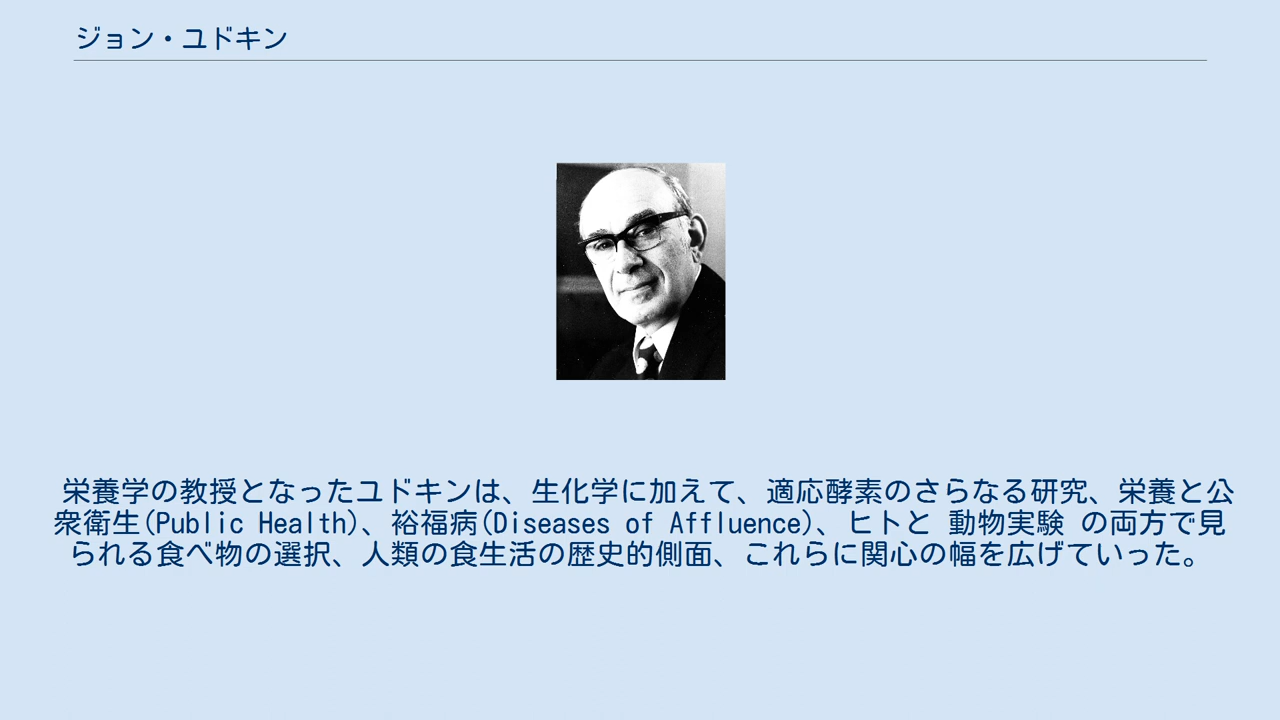 ジョン・ユドキン
栄養学の教授となったユドキンは、生化学に加えて、適応酵素のさらなる研究、栄養と公
衆衛生(Public Health)、裕福病(Diseases of Affluence)、ヒトと 動物実験 の両方で見
られる食べ物の選択、人類の食生活の歴史的側面、これらに関心の幅を広げていった。